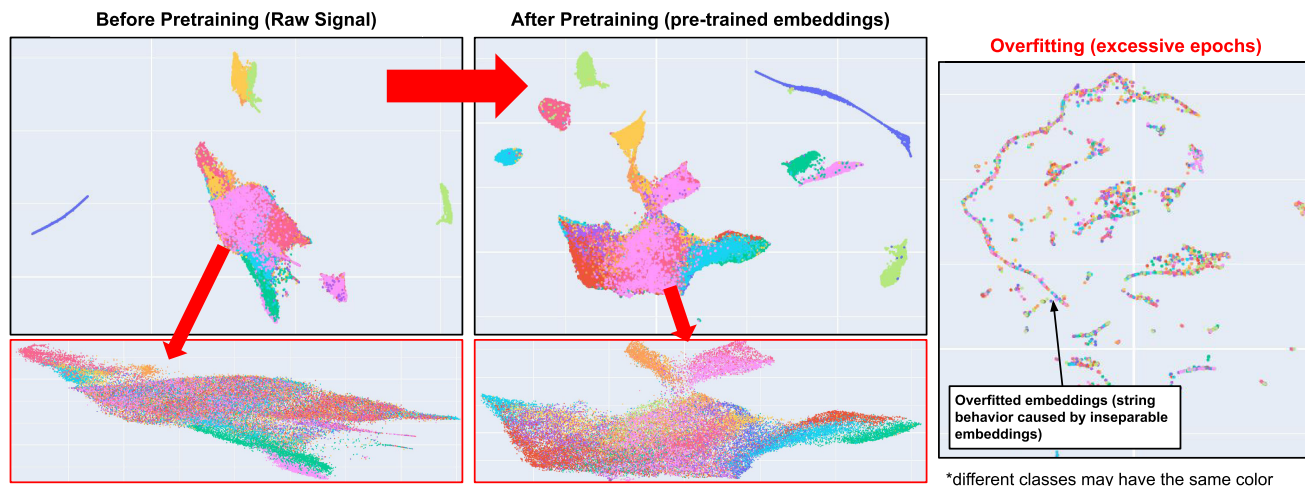 Before Pretraining (Raw Signal)
After Pretraining (pre-trained embeddings)
Overfitting (excessive epochs)
Overfitted embeddings (string
behavior caused by inseparable
embeddings)
*different classes may have the same color